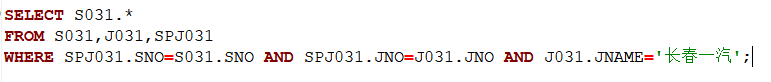 SELECT S031.*
FROM S031,J031,SPJ031
WHERE SPJ031.SNO=S031.SNO AND SPJ031.JNO=J031.JNO AND J031.JNAME='长春一汽';